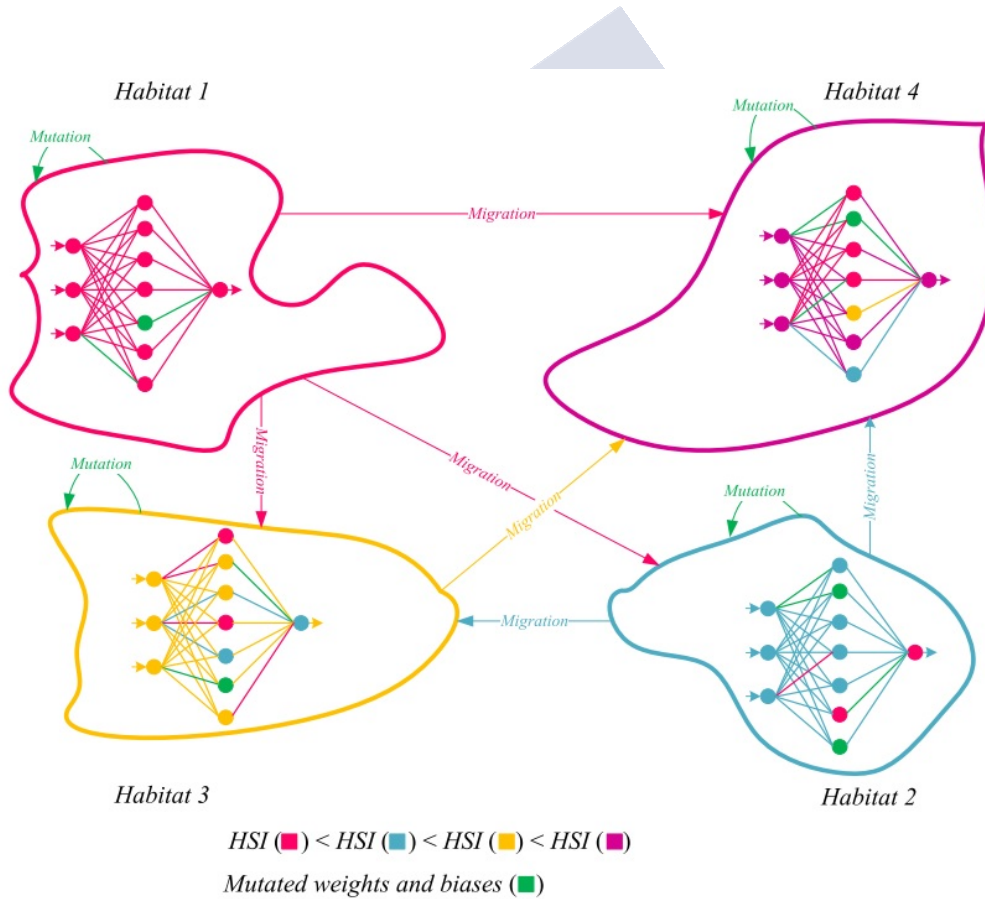 Habitat 1
Habitat 4
Mutation
Mutation
Migration
Migration
Migration
Migration
Migration
Mutation
Mutation
Migration
Habitat 3
Habitat 2
HSI (■) < HSI (■) < HSI (■) < HSI (■)
Mutated weights and biases (■)